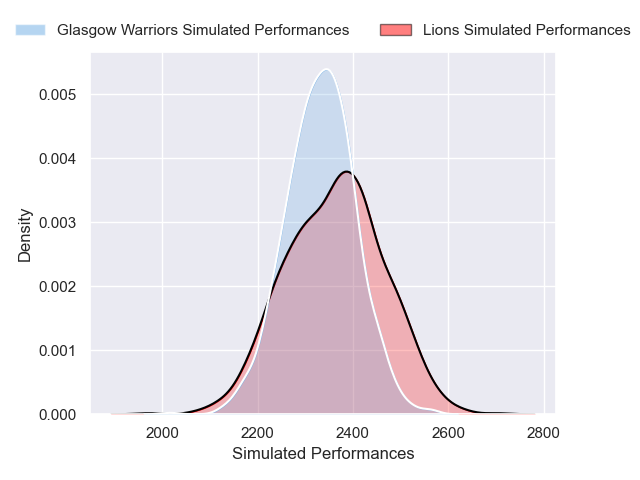 Glasgow Warriors Simulated Performances Lions Simulated Performances
0.005
0.004
0.003
0.002
0.001
0.000
Density
2000 2200 2400 2600 2800
Simulated Performances